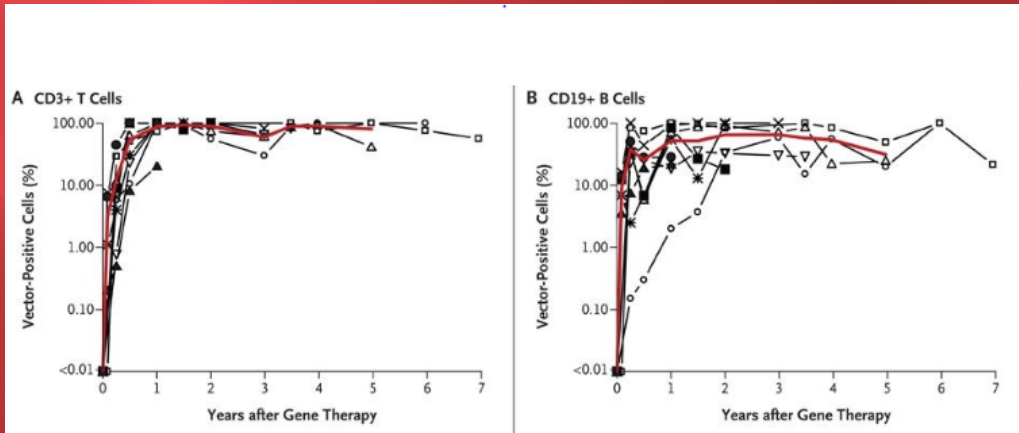 A CD3+ T Cells
Vector-Positive Cells (%)
100.00
10.00
1.00
0.10
<0.01
0 1 2 3 4 5 6 7
Years after Gene Therapy
B CD19+ B Cells
Vector-Positive Cells (%)
100.00
10.00
1.00
0.10
<0.01
0 1 2 3 4 5 6 7
Years after Gene Therapy